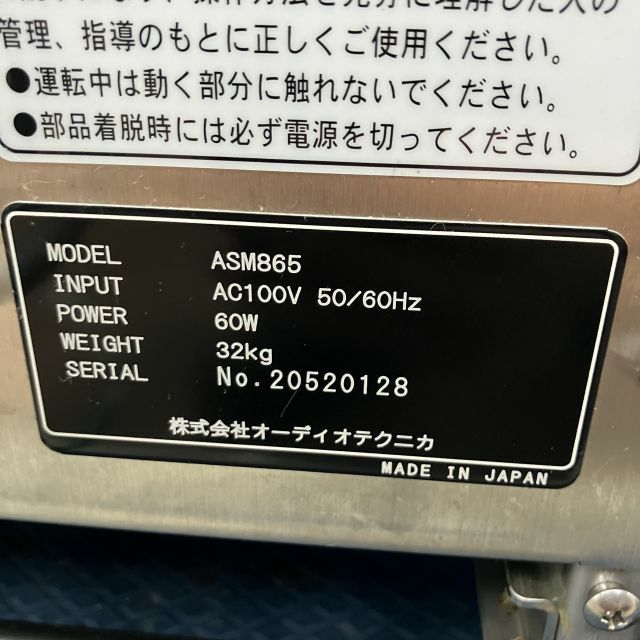 管理、指導のもとに正しくご使用ください。
●運転中は動く部分に触れないでください。
●部品着脱時には必ず電源を切ってください。
MODEL ASM865
INPUT AC100V 50/60Hz
POWER 60W
WEIGHT 32kg
SERIAL No.20520128
株式会社オーディオテクニカ
MADE IN JAPAN